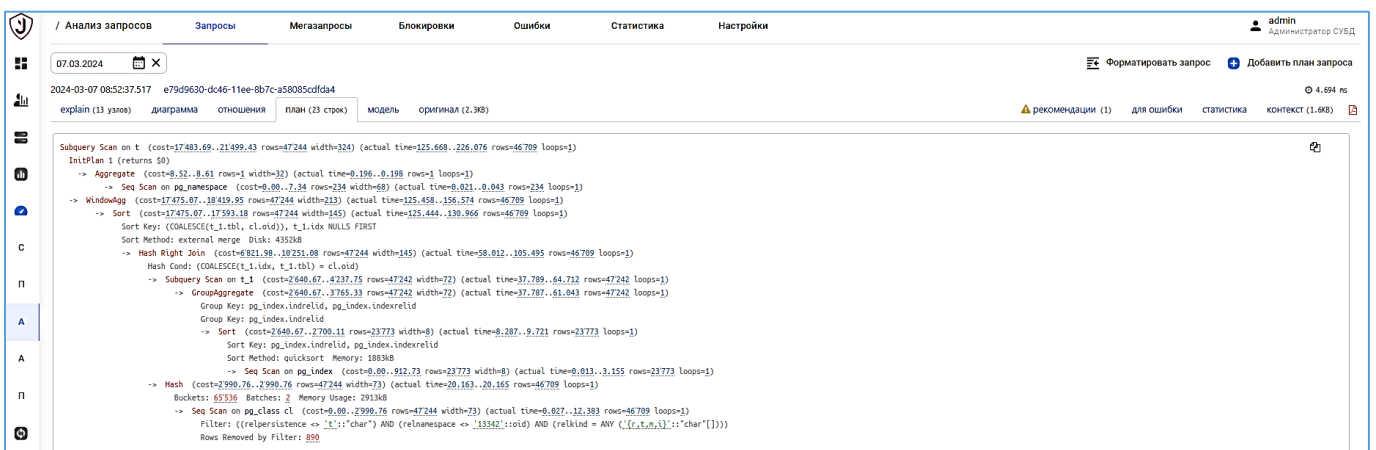 / Анализ запросов Запросы Мегазапросы Блокировки Ошибки Статистика Настройки admin
Администратор СУБД
07.03.2024 Форматировать запрос Добавить план запроса
2024-03-07 08:52:37.517 e79d9630-dc46-11ee-8b7c-a58085cdfda4 4.694 ms
explain (13 узлов) диаграмма отношения план (23 строк) модель оригинал (2.3KB) рекомендации (1) для ошибки статистика контекст (1.6KB)
Subquery Scan on t (cost=17'483.69..21'499.43 rows=47'244 width=324) (actual time=125.668..226.076 rows=46'709 loops=1)
InitPlan 1 (returns $0)
-> Aggregate (cost=8.52..8.61 rows=1 width=32) (actual time=0.196..0.198 rows=1 loops=1)
-> Seq Scan on pg_namespace (cost=0.00..7.34 rows=234 width=68) (actual time=0.021..0.043 rows=234 loops=1)
-> WindowAgg (cost=17'475.07..18'419.95 rows=47'244 width=213) (actual time=125.458..156.574 rows=46'709 loops=1)
-> Sort (cost=17'475.07..17'593.18 rows=47'244 width=145) (actual time=125.444..130.966 rows=46'709 loops=1)
Sort Key: (COALESCE(t_1.tbl, cl.oid)), t_1.idx NULLS FIRST
Sort Method: external merge Disk: 4352kB
-> Hash Right Join (cost=6'821.98..10'251.08 rows=47'244 width=145) (actual time=58.012..105.495 rows=46'709 loops=1)
Hash Cond: (COALESCE(t_1.idx, t_1.tbl) = cl.oid)
-> Subquery Scan on t_1 (cost=2'640.67..4'237.75 rows=47'242 width=72) (actual time=37.789..64.712 rows=47'242 loops=1)
-> GroupAggregate (cost=2'640.67..3'765.33 rows=47'242 width=72) (actual time=37.787..61.043 rows=47'242 loops=1)
Group Key: pg_index.indrelid, pg_index.indexrelid
Group Key: pg_index.indrelid
-> Sort (cost=2'640.67..2'700.11 rows=23'773 width=8) (actual time=8.287..9.721 rows=23'773 loops=1)
Sort Key: pg_index.indrelid, pg_index.indexrelid
Sort Method: quicksort Memory: 1883kB
-> Seq Scan on pg_index (cost=0.00..912.73 rows=23'773 width=8) (actual time=0.013..3.155 rows=23'773 loops=1)
-> Hash (cost=2'990.76..2'990.76 rows=47'244 width=73) (actual time=20.163..20.165 rows=46'709 loops=1)
Buckets: 65'536 Batches: 2 Memory Usage: 2913kB
-> Seq Scan on pg_class cl (cost=0.00..2'990.76 rows=47'244 width=73) (actual time=0.027..12.383 rows=46'709 loops=1)
Filter: ((relpersistence <> 't'::"char") AND (relnamespace <> '13342'::oid) AND (relkind = ANY ('{r,t,m,i}'::"char"[])))
Rows Removed by Filter: 890
С
П
А
А
П